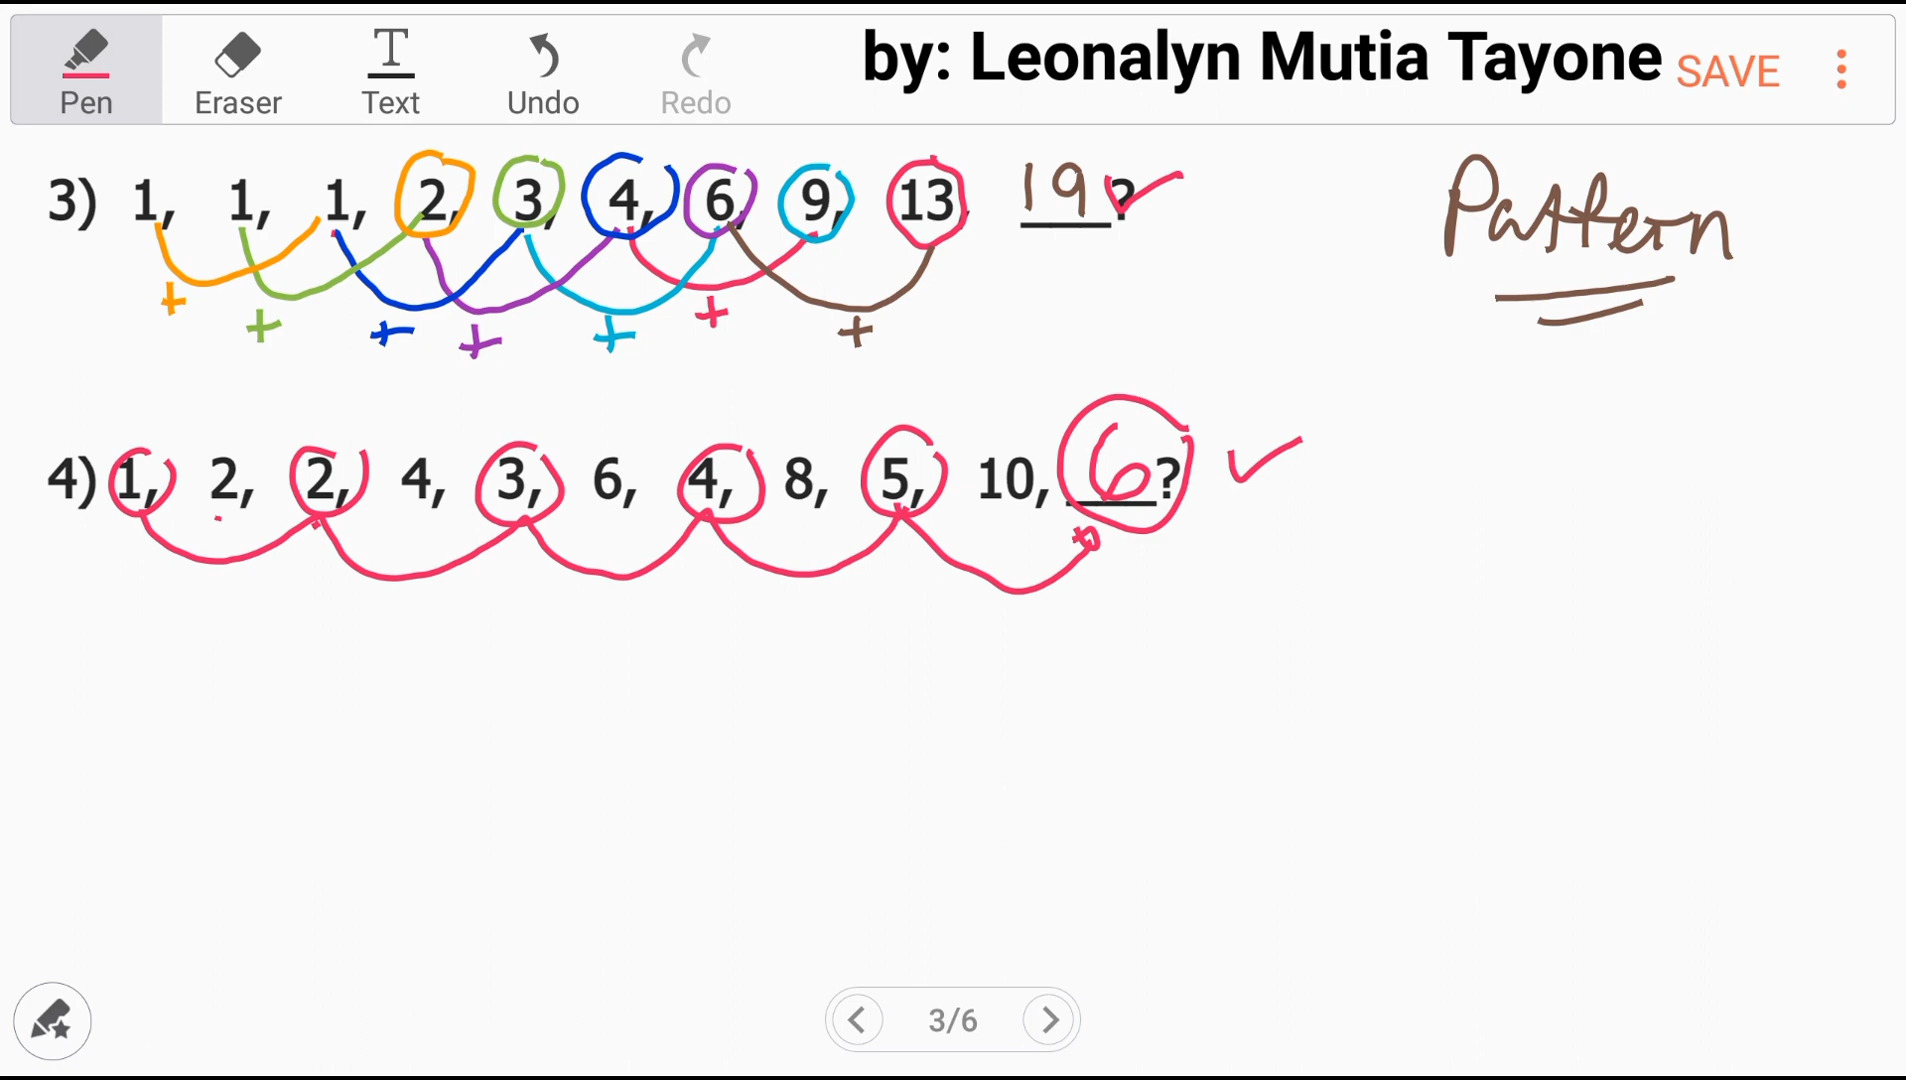 by: Leonalyn Mutia Tayone SAVE
Pen Eraser Text Undo Redo
3) 1, 1, 1, 2, 3, 4, 6, 9, 13, 19?
Pattern
4) 1, 2, 2, 4, 3, 6, 4, 8, 5, 10, 6?
3/6